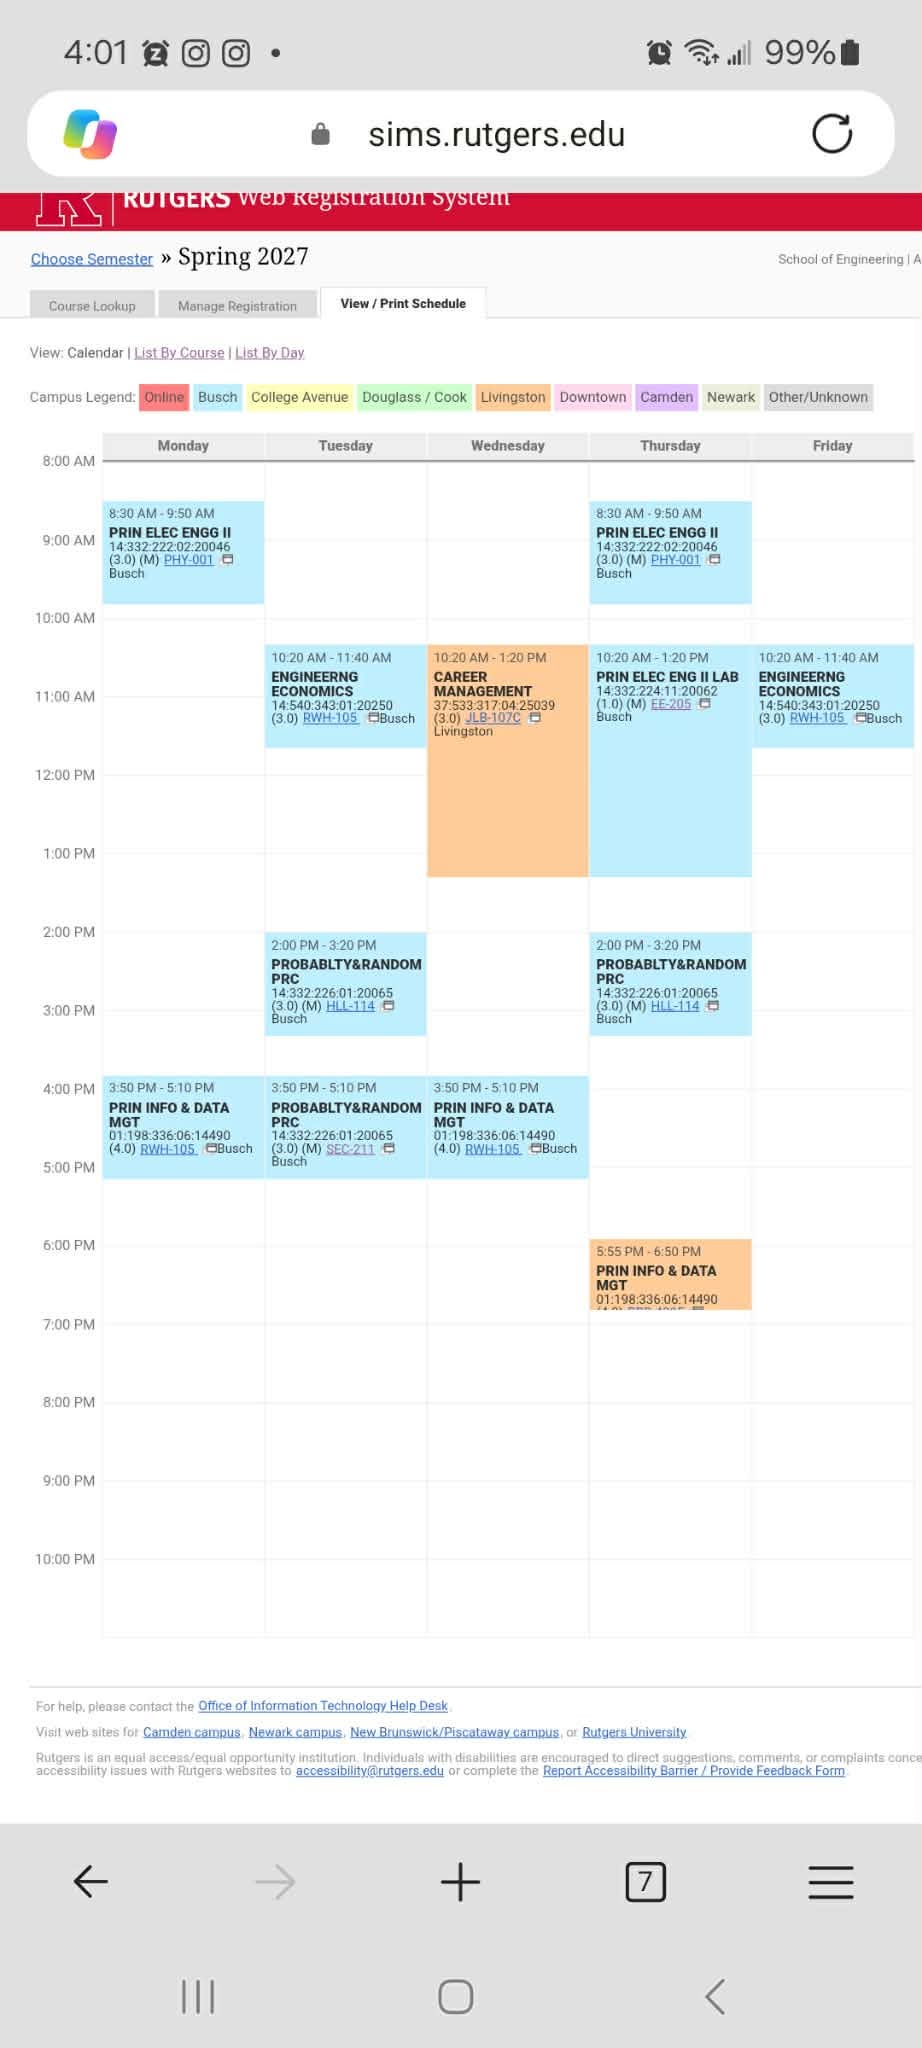 4:01
99%
sims.rutgers.edu
RUTGERS Web Registration System
Choose Semester » Spring 2027
School of Engineering | A
Course Lookup
Manage Registration
View / Print Schedule
View: Calendar | List By Course | List By Day
Campus Legend: Online Busch College Avenue Douglass / Cook Livingston Downtown Camden Newark Other/Unknown
Monday Tuesday Wednesday Thursday Friday
8:00 AM
8:30 AM - 9:50 AM
PRIN ELEC ENGG II
14:332:222:02:20046
(3.0) (M) PHY-001
Busch
8:30 AM - 9:50 AM
PRIN ELEC ENGG II
14:332:222:02:20046
(3.0) (M) PHY-001
Busch
9:00 AM
10:00 AM
10:20 AM - 11:40 AM
ENGINEERNG
ECONOMICS
14:540:343:01:20250
(3.0) RWH-105 Busch
10:20 AM - 1:20 PM
CAREER
MANAGEMENT
37:533:317:04:25039
(3.0) JLB-107C
Livingston
10:20 AM - 1:20 PM
PRIN ELEC ENG II LAB
14:332:224:11:20062
(1.0) (M) EE-205
Busch
10:20 AM - 11:40 AM
ENGINEERNG
ECONOMICS
14:540:343:01:20250
(3.0) RWH-105 Busch
11:00 AM
12:00 PM
1:00 PM
2:00 PM
2:00 PM - 3:20 PM
PROBABLTY&RANDOM
PRC
14:332:226:01:20065
(3.0) (M) HLL-114
Busch
2:00 PM - 3:20 PM
PROBABLTY&RANDOM
PRC
14:332:226:01:20065
(3.0) (M) HLL-114
Busch
3:00 PM
3:50 PM - 5:10 PM
PRIN INFO & DATA
MGT
01:198:336:06:14490
(4.0) RWH-105 Busch
3:50 PM - 5:10 PM
PROBABLTY&RANDOM
PRC
14:332:226:01:20065
(3.0) (M) SEC-211
Busch
3:50 PM - 5:10 PM
PRIN INFO & DATA
MGT
01:198:336:06:14490
(4.0) RWH-105 Busch
4:00 PM
5:00 PM
5:55 PM - 6:50 PM
PRIN INFO & DATA
MGT
01:198:336:06:14490
6:00 PM
7:00 PM
8:00 PM
9:00 PM
10:00 PM
For help, please contact the Office of Information Technology Help Desk.
Visit web sites for Camden campus, Newark campus, New Brunswick/Piscataway campus, or Rutgers University.
Rutgers is an equal access/equal opportunity institution. Individuals with disabilities are encouraged to direct suggestions, comments, or complaints conce
accessibility issues with Rutgers websites to accessibility@rutgers.edu or complete the Report Accessibility Barrier / Provide Feedback Form.
7